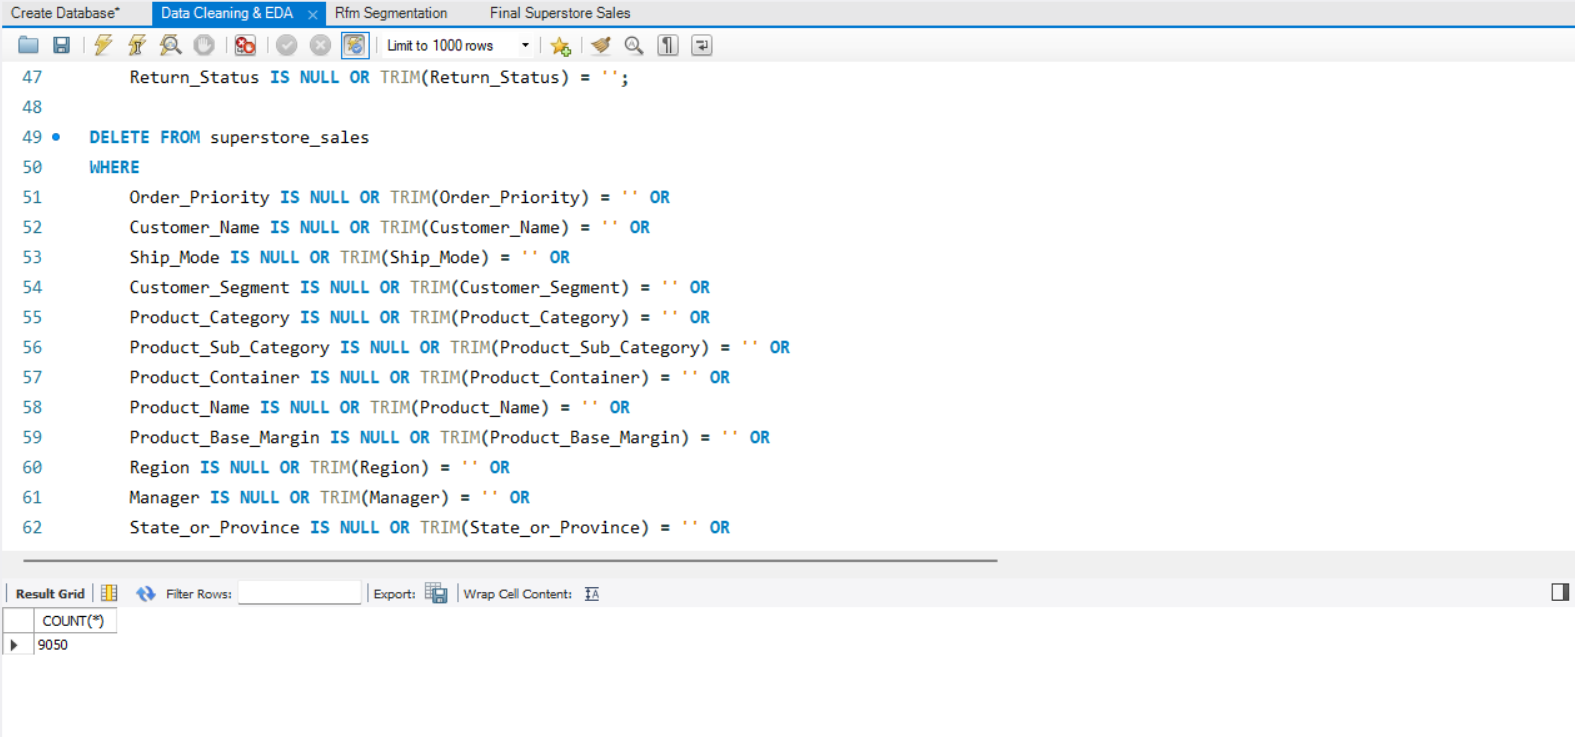 Create Database* Data Cleaning & EDA × Rfm Segmentation Final Superstore Sales
Limit to 1000 rows
47 Return_Status IS NULL OR TRIM(Return_Status) = '';
48
49 DELETE FROM superstore_sales
50 WHERE
51 Order_Priority IS NULL OR TRIM(Order_Priority) = '' OR
52 Customer_Name IS NULL OR TRIM(Customer_Name) = '' OR
53 Ship_Mode IS NULL OR TRIM(Ship_Mode) = '' OR
54 Customer_Segment IS NULL OR TRIM(Customer_Segment) = '' OR
55 Product_Category IS NULL OR TRIM(Product_Category) = '' OR
56 Product_Sub_Category IS NULL OR TRIM(Product_Sub_Category) = '' OR
57 Product_Container IS NULL OR TRIM(Product_Container) = '' OR
58 Product_Name IS NULL OR TRIM(Product_Name) = '' OR
59 Product_Base_Margin IS NULL OR TRIM(Product_Base_Margin) = '' OR
60 Region IS NULL OR TRIM(Region) = '' OR
61 Manager IS NULL OR TRIM(Manager) = '' OR
62 State_or_Province IS NULL OR TRIM(State_or_Province) = '' OR
Result Grid Filter Rows: Export: Wrap Cell Content:
COUNT(*)
9050